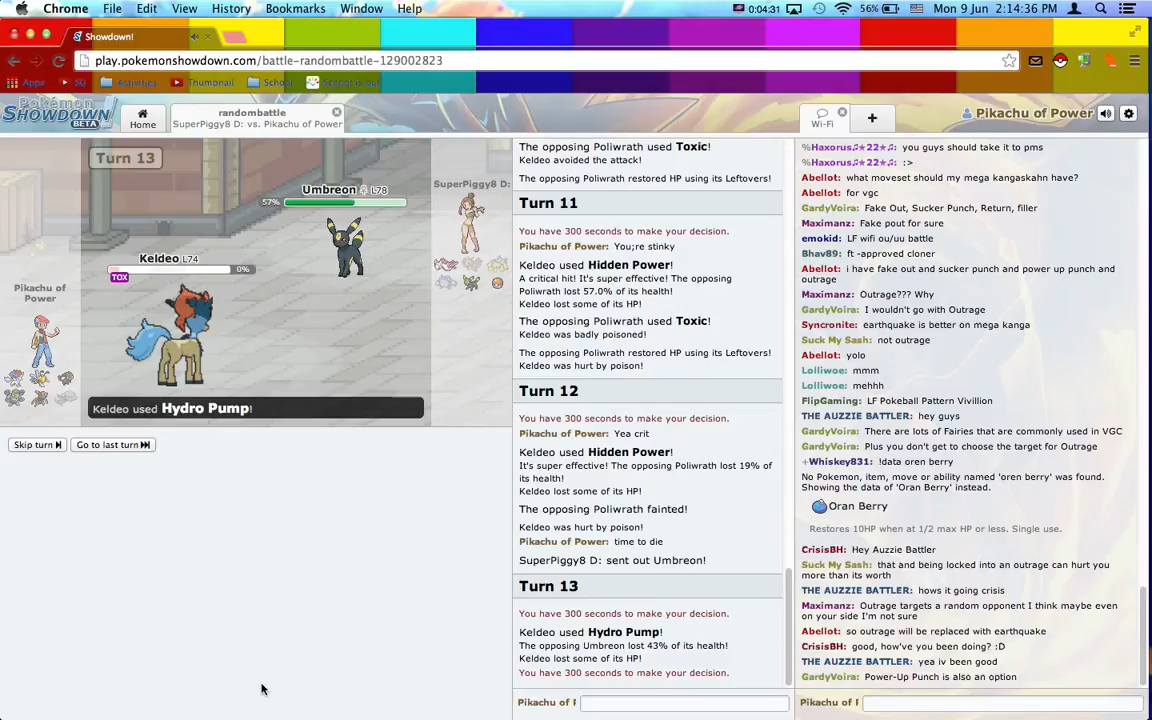 Chrome File Edit View History Bookmarks Window Help 0:04:31 56% Mon 9 Jun 2:14:36 PM
Showdown!
play.pokemonshowdown.com/battle-randombattle-129002823
Apps SG Activities Thumbnail School
Pokémon SHOWDOWN BETA
Home
randombattle
SuperPiggy8 D: vs. Pikachu of Power
Wi-Fi
Pikachu of Power
Turn 13
Umbreon L78
57%
SuperPiggy8 D:
Keldeo L74
0%
TOX
Pikachu of Power
Keldeo used Hydro Pump!
Skip turn
Go to last turn
The opposing Poliwrath used Toxic!
Keldeo avoided the attack!
The opposing Poliwrath restored HP using its Leftovers!
Turn 11
You have 300 seconds to make your decision.
Pikachu of Power: You;re stinky
Keldeo used Hidden Power!
A critical hit! It's super effective! The opposing
Poliwrath lost 57.0% of its health!
Keldeo lost some of its HP!
The opposing Poliwrath used Toxic!
Keldeo was badly poisoned!
The opposing Poliwrath restored HP using its Leftovers!
Keldeo was hurt by poison!
Turn 12
You have 300 seconds to make your decision.
Pikachu of Power: Yea crit
Keldeo used Hidden Power!
It's super effective! The opposing Poliwrath lost 19% of
its health!
Keldeo lost some of its HP!
The opposing Poliwrath fainted!
Keldeo was hurt by poison!
Pikachu of Power: time to die
SuperPiggy8 D: sent out Umbreon!
Turn 13
You have 300 seconds to make your decision.
Keldeo used Hydro Pump!
The opposing Umbreon lost 43% of its health!
Keldeo lost some of its HP!
You have 300 seconds to make your decision.
Pikachu of P
%Haxorus♫★22★♫: you guys should take it to pms
%Haxorus♫★22★♫: :>
Abellot: what moveset should my mega kangaskahn have?
Abellot: for vgc
GardyVoira: Fake Out, Sucker Punch, Return, filler
Maximanz: Fake pout for sure
emokid: LF wifi ou/uu battle
Bhav89: ft -approved cloner
Abellot: i have fake out and sucker punch and power up punch and
outrage
Maximanz: Outrage??? Why
GardyVoira: I wouldn't go with Outrage
Syncronite: earthquake is better on mega kanga
Suck My Sash: not outrage
Abellot: yolo
Lolliwoe: mmm
Lolliwoe: mehhh
FlipGaming: LF Pokeball Pattern Vivillion
THE AUZZIE BATTLER: hey guys
GardyVoira: There are lots of Fairies that are commonly used in VGC
GardyVoira: Plus you don't get to choose the target for Outrage
+Whiskey831: !data oren berry
No Pokemon, item, move or ability named 'oren berry' was found.
Showing the data of 'Oran Berry' instead.
Oran Berry
Restores 10HP when at 1/2 max HP or less. Single use.
CrisisBH: Hey Auzzie Battler
Suck My Sash: that and being locked into an outrage can hurt you
more than its worth
THE AUZZIE BATTLER: hows it going crisis
Maximanz: Outrage targets a random opponent I think maybe even
on your side I'm not sure
Abellot: so outrage will be replaced with earthquake
CrisisBH: good, how've you been doing? :D
THE AUZZIE BATTLER: yea iv been good
GardyVoira: Power-Up Punch is also an option
Pikachu of P